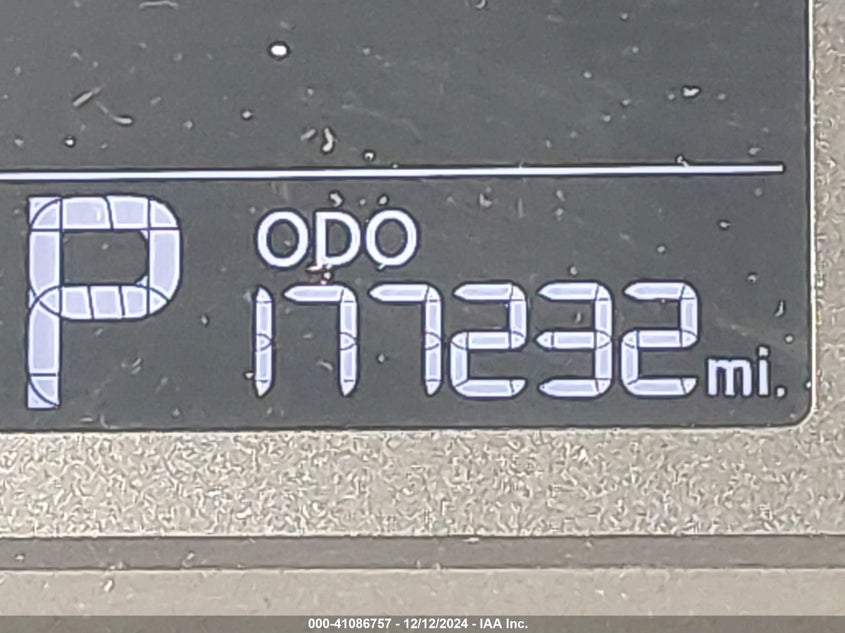 P
ODO
177232 mi.
000-41086757 - 12/12/2024 - IAA Inc.